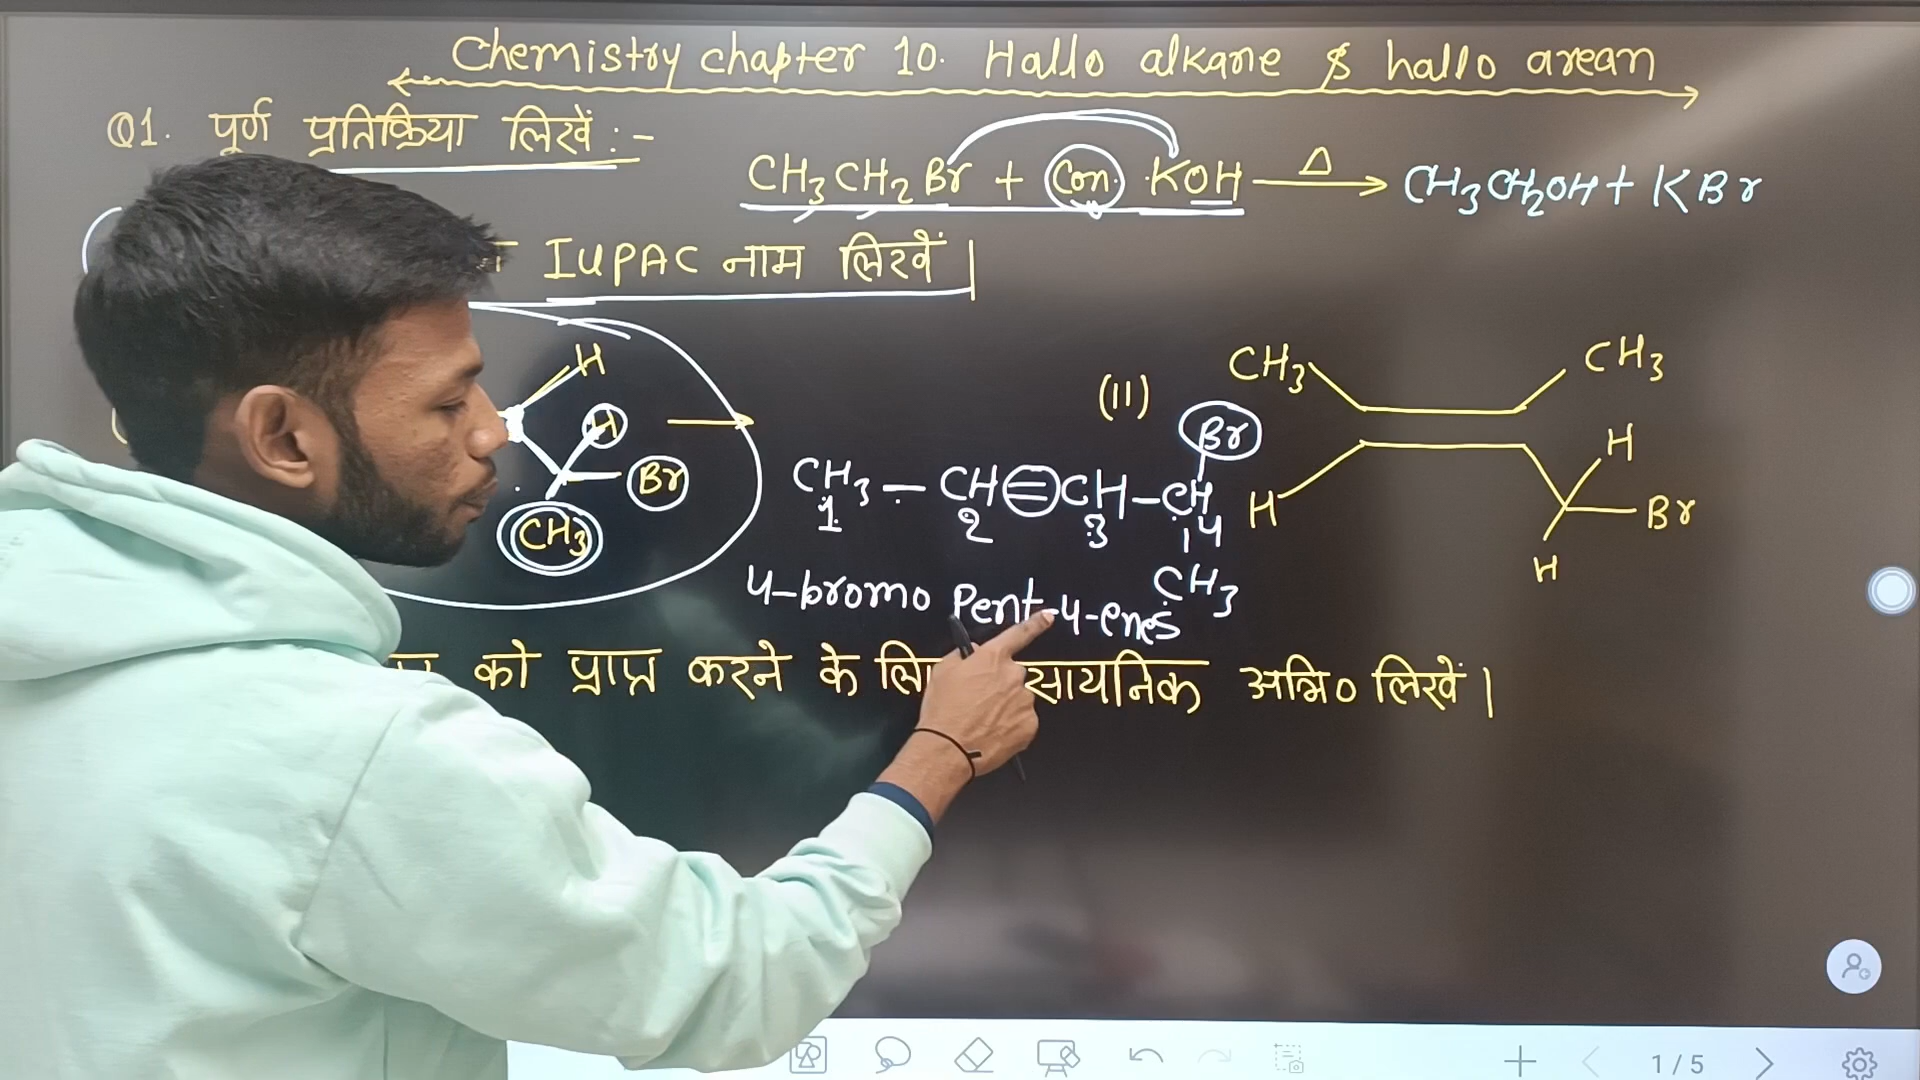 Chemistry chapter 10. Hallo alkane & hallo arean
Q1. पूर्ण प्रतिक्रिया लिखें :-
CH3CH2Br + Con. KOH Δ→ CH3CH2OH + KBr
IUPAC नाम लिखें |
H
H
Br
CH3
CH3 – CH = CH – CH
1 2 3 4
Br
CH3
4-bromo Pent-4-enes
(II)
CH3 CH3
H
H
Br
H
को प्राप्त करने के लि सायनिक अभि० लिखें |
1 / 5